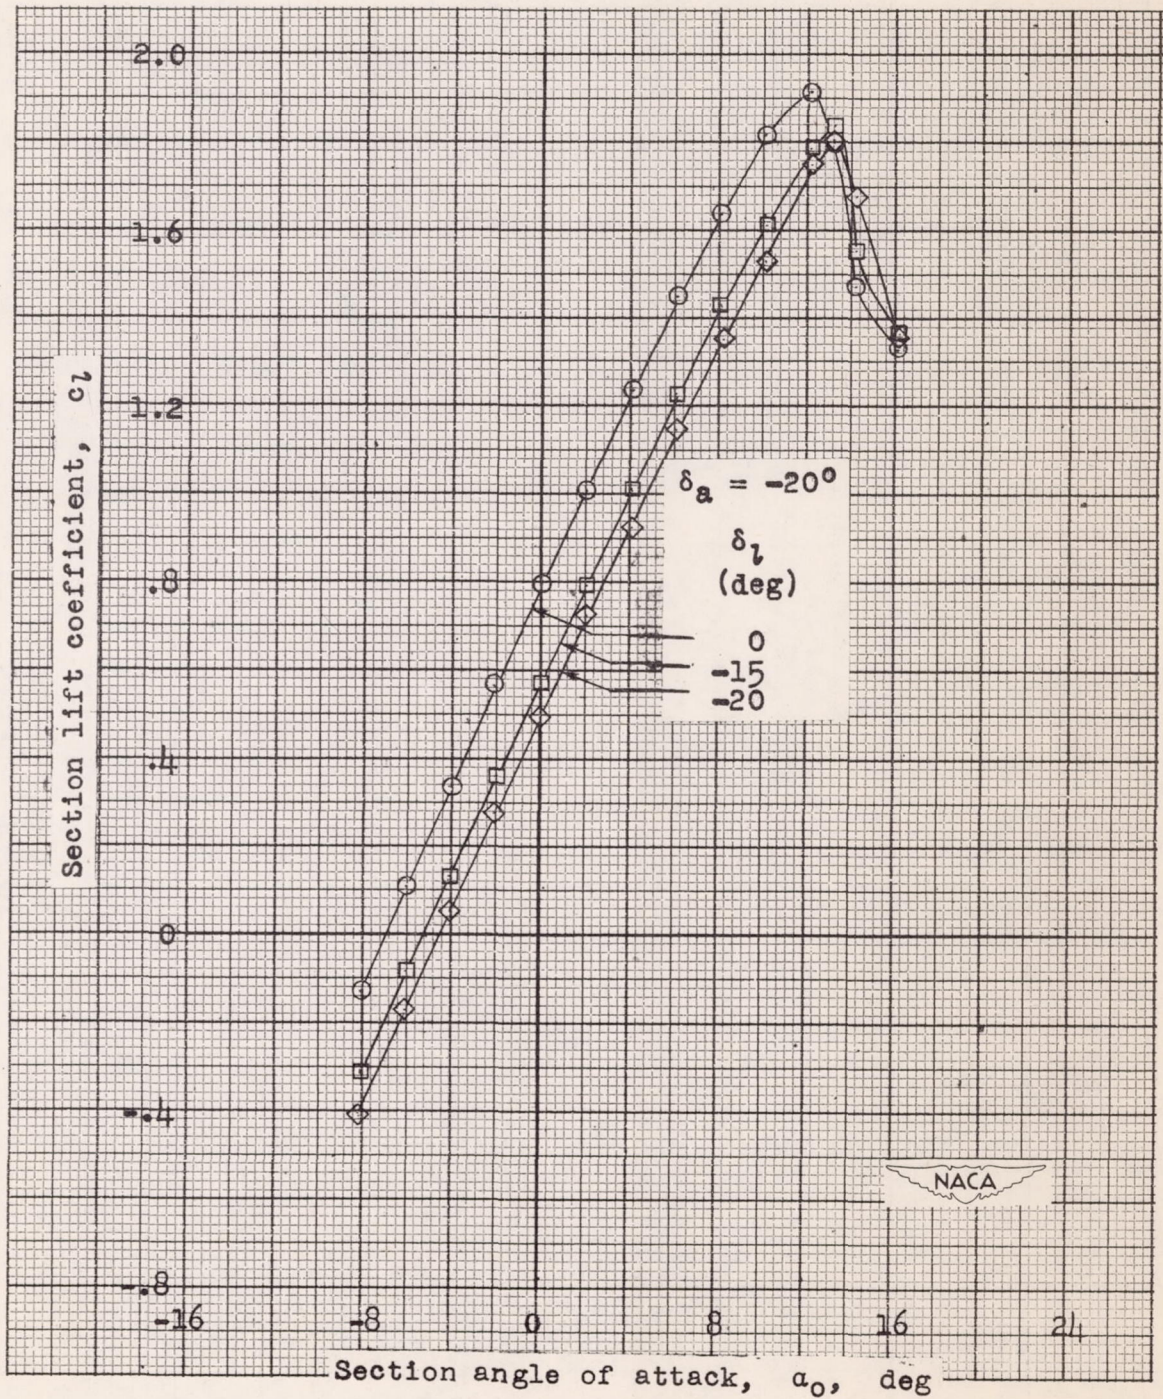 2.0
1.6
1.2
.8
.4
0
-.4
-.8
Section lift coefficient, cl
δa = -20°
δl
(deg)
0
-15
-20
NACA
-16 -8 0 8 16 24
Section angle of attack, αo, deg